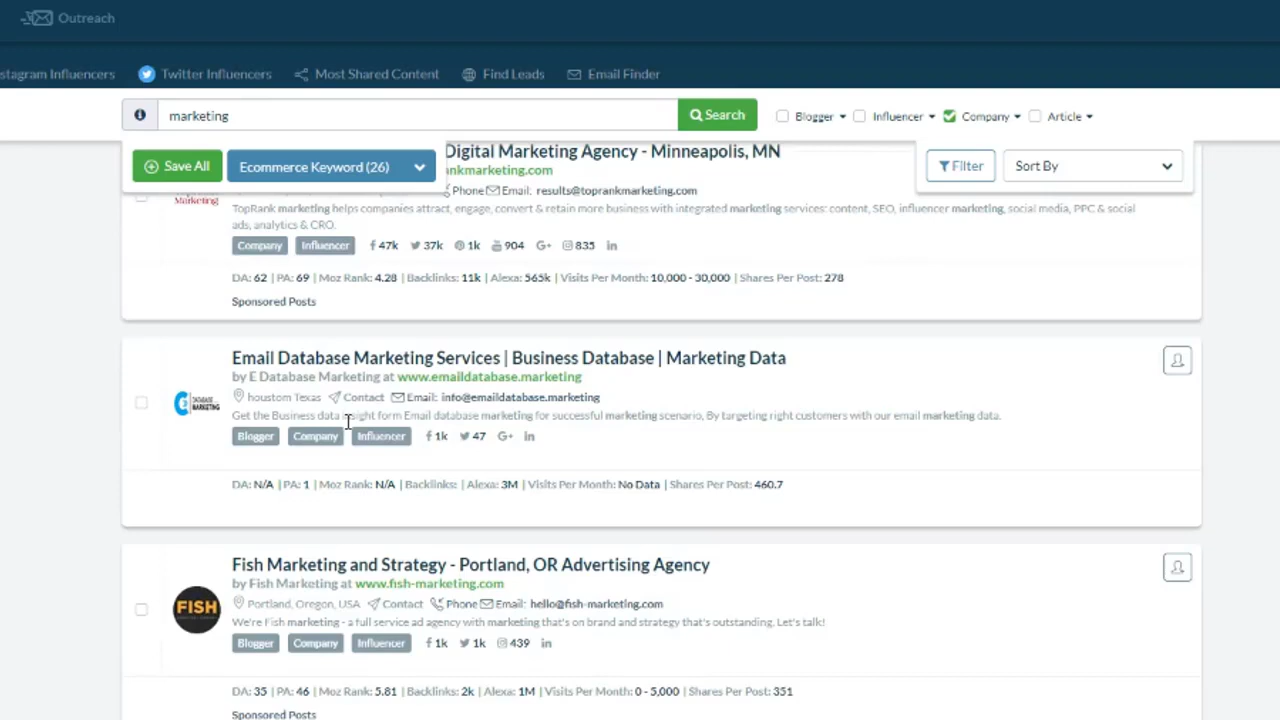 Outreach
stagram Influencers Twitter Influencers Most Shared Content Find Leads Email Finder
marketing Search Blogger Influencer Company Article
Save All Ecommerce Keyword (26) Filter Sort By
Digital Marketing Agency - Minneapolis, MN
nkmarketing.com
Phone Email: results@toprankmarketing.com
Marketing
TopRank marketing helps companies attract, engage, convert & retain more business with integrated marketing services: content, SEO, influencer marketing, social media, PPC & social
ads, analytics & CRO.
Company Influencer 47k 37k 1k 904 G+ 835 in
DA: 62 | PA: 69 | Moz Rank: 4.28 | Backlinks: 11k | Alexa: 565k | Visits Per Month: 10,000 - 30,000 | Shares Per Post: 278
Sponsored Posts
Email Database Marketing Services | Business Database | Marketing Data
by E Database Marketing at www.emaildatabase.marketing
houstom Texas Contact Email: info@emaildatabase.marketing
DATABASE MARKETING
Get the Business data insight form Email database marketing for successful marketing scenario, By targeting right customers with our email marketing data.
Blogger Company Influencer 1k 47 G+ in
DA: N/A | PA: 1 | Moz Rank: N/A | Backlinks: | Alexa: 3M | Visits Per Month: No Data | Shares Per Post: 460.7
Fish Marketing and Strategy - Portland, OR Advertising Agency
by Fish Marketing at www.fish-marketing.com
Portland, Oregon, USA Contact Phone Email: hello@fish-marketing.com
FISH
We're Fish marketing - a full service ad agency with marketing that's on brand and strategy that's outstanding. Let's talk!
Blogger Company Influencer 1k 1k 439 in
DA: 35 | PA: 46 | Moz Rank: 5.81 | Backlinks: 2k | Alexa: 1M | Visits Per Month: 0 - 5,000 | Shares Per Post: 351
Sponsored Posts